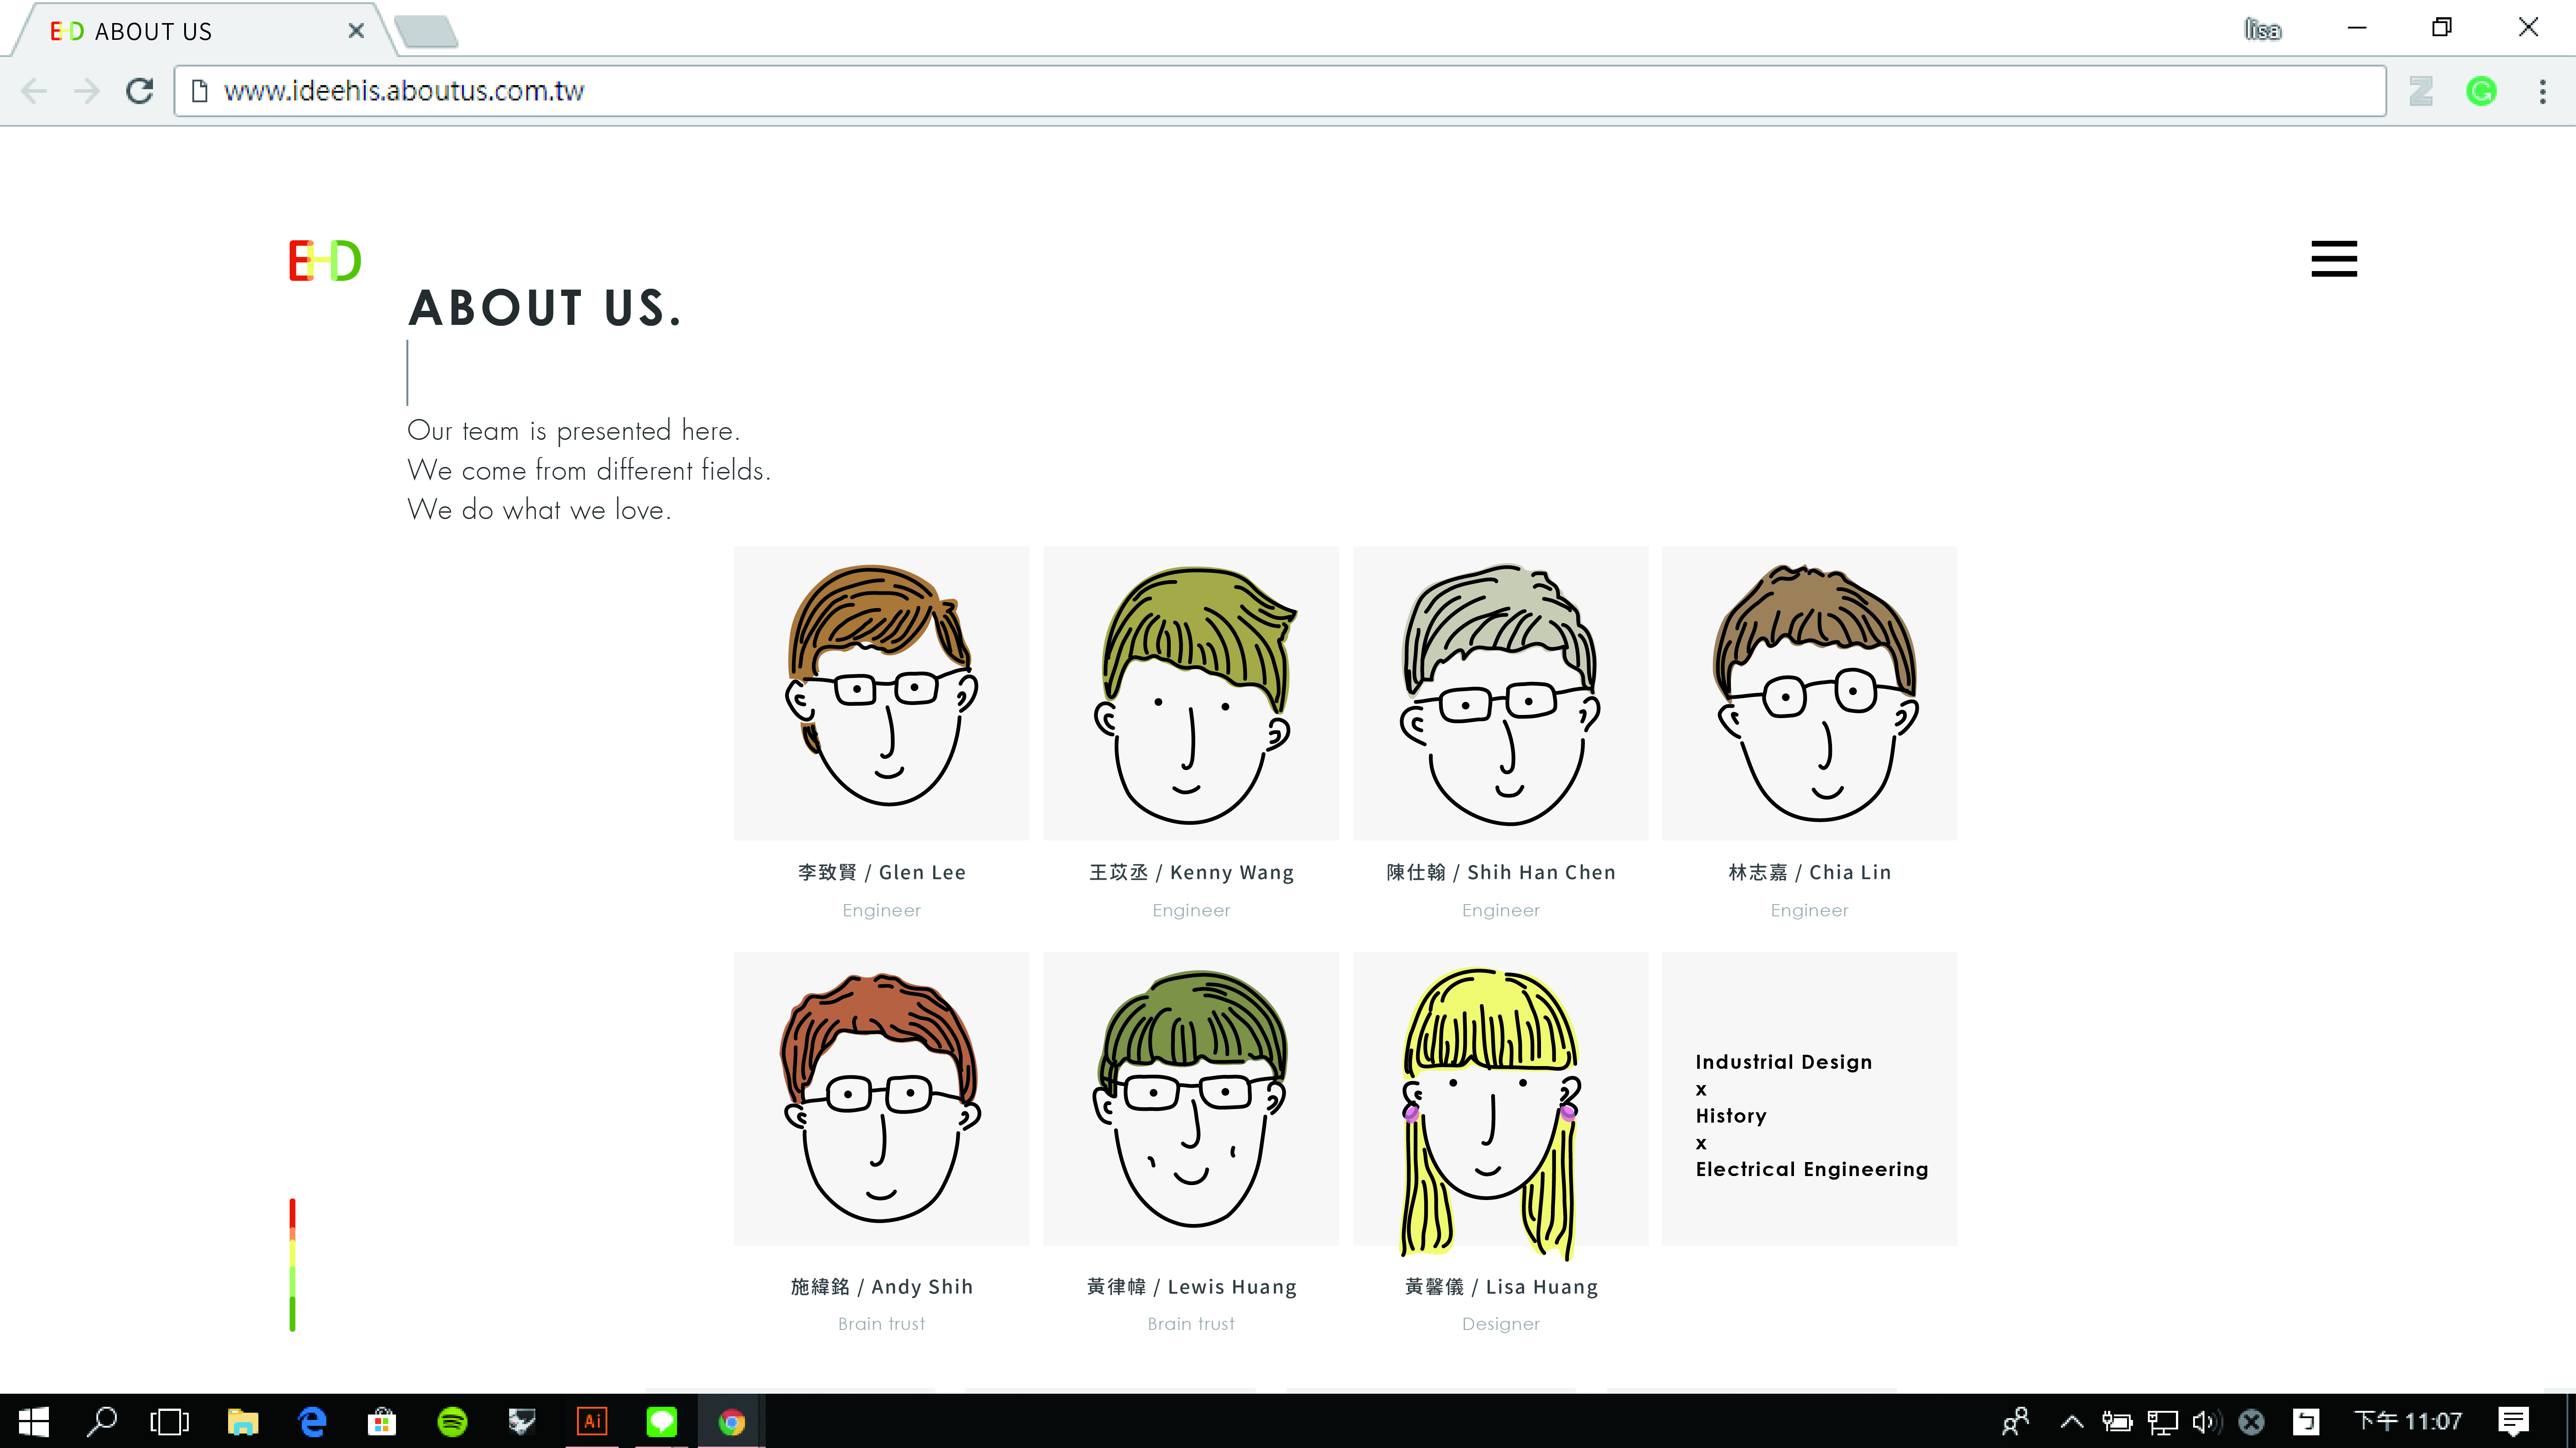 EHD ABOUT US
lisa
www.ideehis.aboutus.com.tw
EHD
ABOUT US.
Our team is presented here.
We come from different fields.
We do what we love.
李致賢 / Glen Lee
王苡丞 / Kenny Wang
陳仕翰 / Shih Han Chen
林志嘉 / Chia Lin
Engineer
Engineer
Engineer
Engineer
Industrial Design
x
History
x
Electrical Engineering
施緯銘 / Andy Shih
黃律幃 / Lewis Huang
黃馨儀 / Lisa Huang
Brain trust
Brain trust
Designer
Ai
ㄅ
下午 11:07